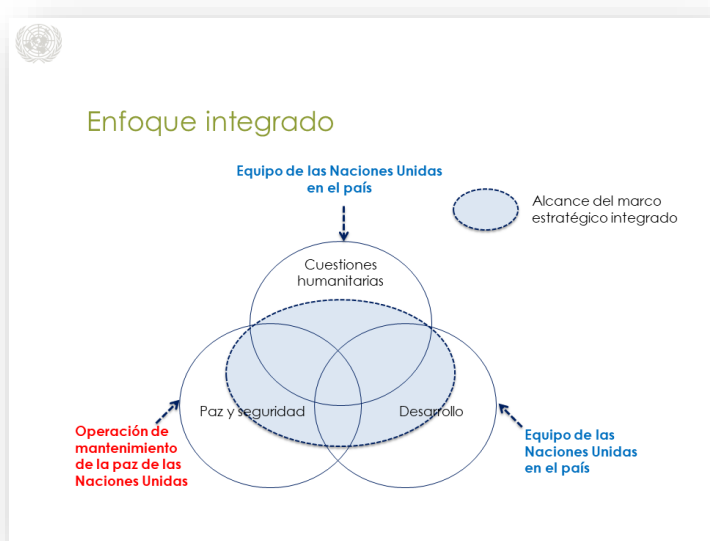 Enfoque integrado
Equipo de las Naciones Unidas
en el país
Alcance del marco
estratégico integrado
Cuestiones
humanitarias
Paz y seguridad
Desarrollo
Operación de
mantenimiento
de la paz de las
Naciones Unidas
Equipo de las
Naciones Unidas
en el país